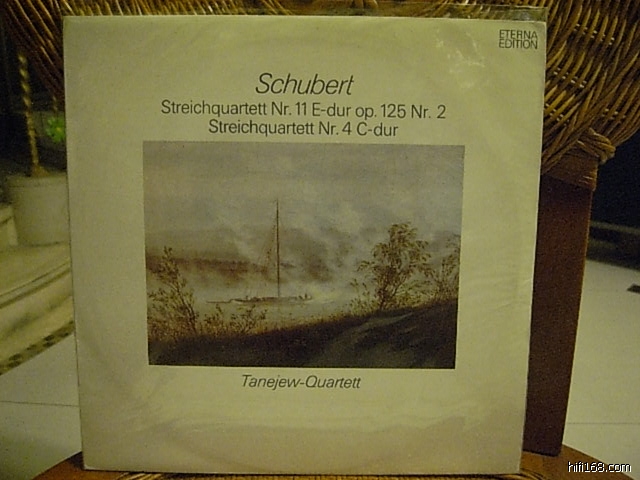 ETERNA
EDITION
Schubert
Streichquartett Nr. 11 E-dur op. 125 Nr. 2
Streichquartett Nr. 4 C-dur
Tanejew-Quartett
hifi168.com